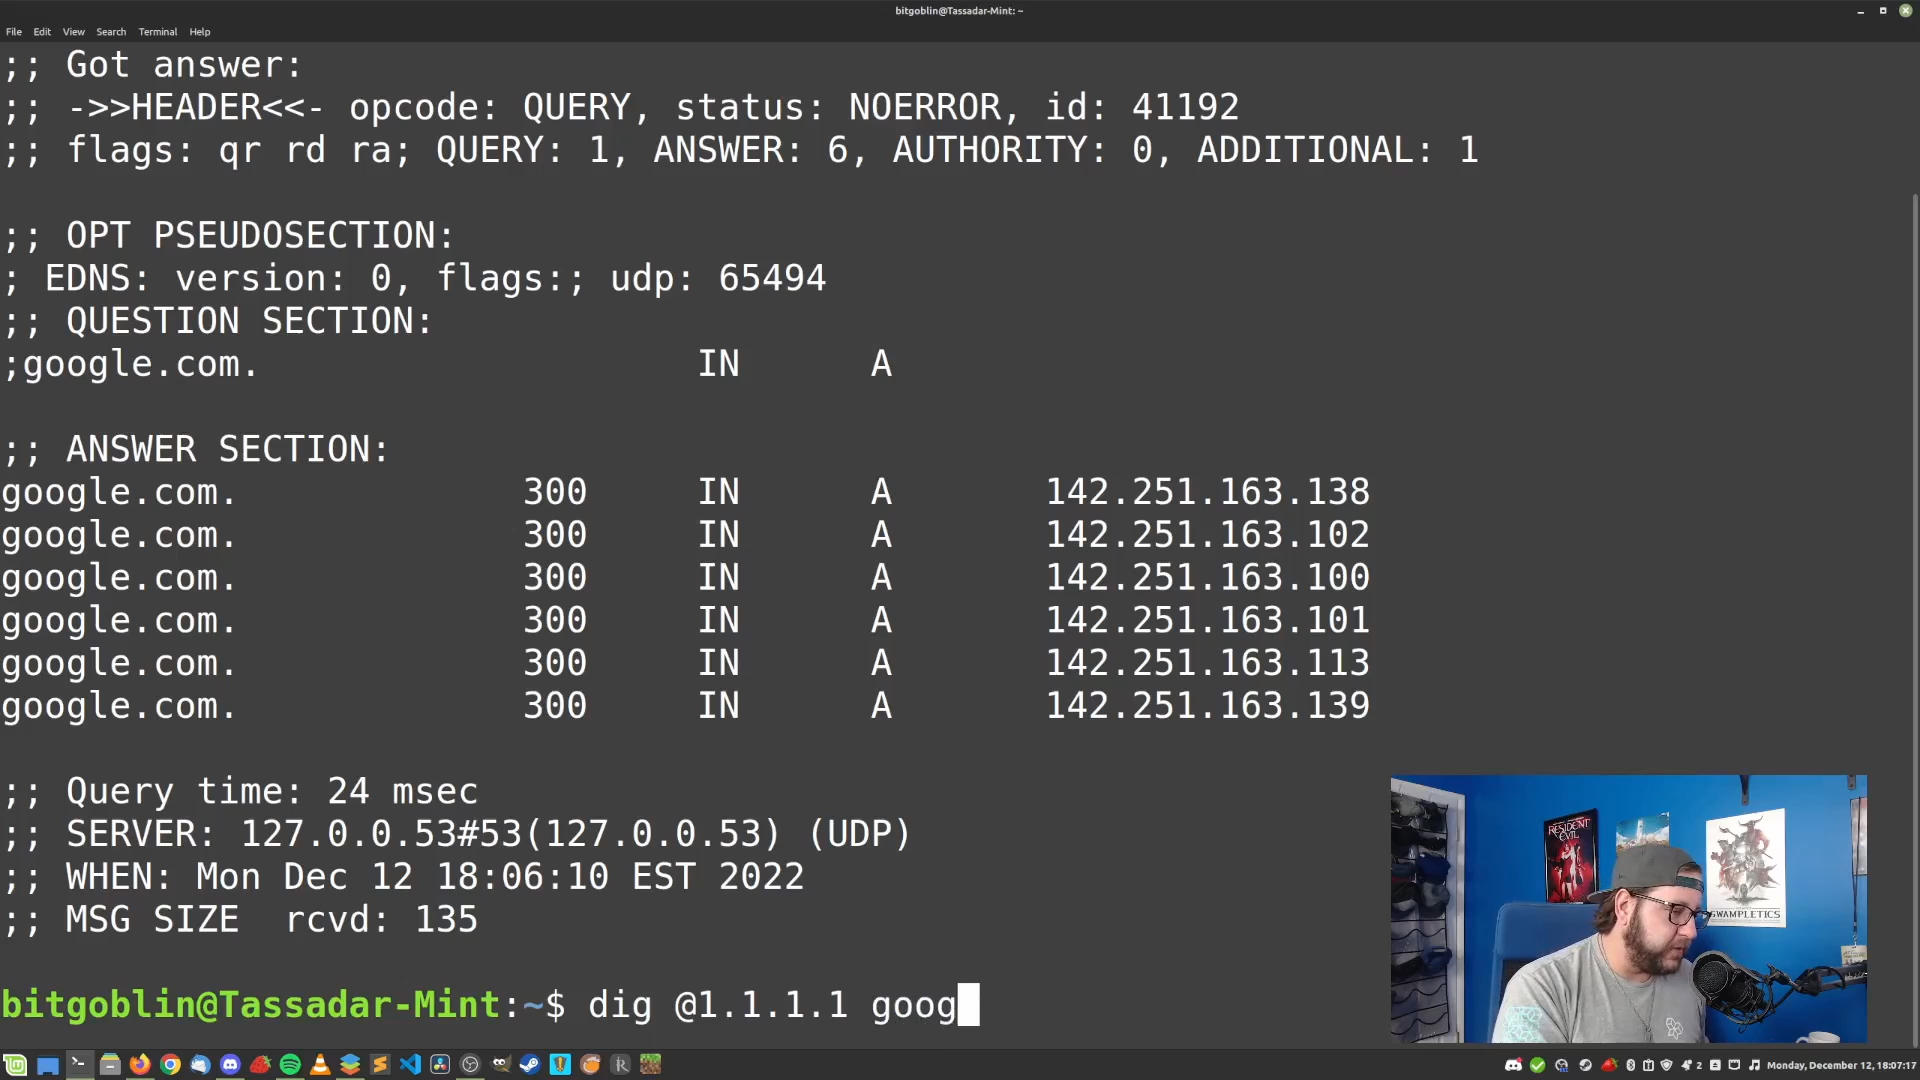 bitgoblin@Tassadar-Mint: ~
File Edit View Search Terminal Help
;; Got answer:
;; ->>HEADER<<- opcode: QUERY, status: NOERROR, id: 41192
;; flags: qr rd ra; QUERY: 1, ANSWER: 6, AUTHORITY: 0, ADDITIONAL: 1
;; OPT PSEUDOSECTION:
; EDNS: version: 0, flags:; udp: 65494
;; QUESTION SECTION:
;google.com. IN A
;; ANSWER SECTION:
google.com. 300 IN A 142.251.163.138
google.com. 300 IN A 142.251.163.102
google.com. 300 IN A 142.251.163.100
google.com. 300 IN A 142.251.163.101
google.com. 300 IN A 142.251.163.113
google.com. 300 IN A 142.251.163.139
;; Query time: 24 msec
;; SERVER: 127.0.0.53#53(127.0.0.53) (UDP)
;; WHEN: Mon Dec 12 18:06:10 EST 2022
;; MSG SIZE  rcvd: 135
RESIDENT EVIL
SWAMPLETICS
bitgoblin@Tassadar-Mint:~$ dig @1.1.1.1 goog
2 Monday, December 12, 18:07:17